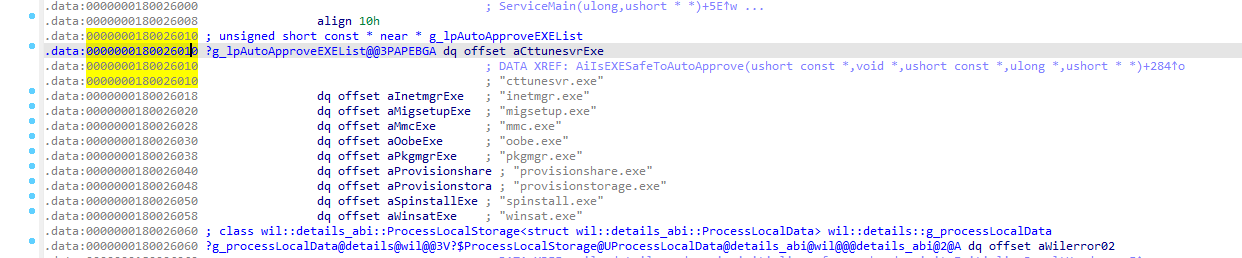 .data:0000000180026000 ; ServiceMain(ulong,ushort * *)+5E↑w ...
.data:0000000180026008 align 10h
.data:0000000180026010 ; unsigned short const * near * g_lpAutoApproveEXEList
.data:0000000180026010 ?g_lpAutoApproveEXEList@@3PAPEBGA dq offset aCttunesvrExe
.data:0000000180026010 ; DATA XREF: AiIsEXESafeToAutoApprove(ushort const *,void *,ushort const *,ulong *,ushort * *)+284↑o
.data:0000000180026010 ; "cttunesvr.exe"
.data:0000000180026018 dq offset aInetmgrExe ; "inetmgr.exe"
.data:0000000180026020 dq offset aMigsetupExe ; "migsetup.exe"
.data:0000000180026028 dq offset aMmcExe ; "mmc.exe"
.data:0000000180026030 dq offset aOobeExe ; "oobe.exe"
.data:0000000180026038 dq offset aPkgmgrExe ; "pkgmgr.exe"
.data:0000000180026040 dq offset aProvisionshare ; "provisionshare.exe"
.data:0000000180026048 dq offset aProvisionstora ; "provisionstorage.exe"
.data:0000000180026050 dq offset aSpinstallExe ; "spinstall.exe"
.data:0000000180026058 dq offset aWinsatExe ; "winsat.exe"
.data:0000000180026060 ; class wil::details_abi::ProcessLocalStorage<struct wil::details_abi::ProcessLocalData> wil::details::g_processLocalData
.data:0000000180026060 ?g_processLocalData@details@wil@@3V?$ProcessLocalStorage@UProcessLocalData@details_abi@wil@@@details_abi@2@A dq offset aWilerror02